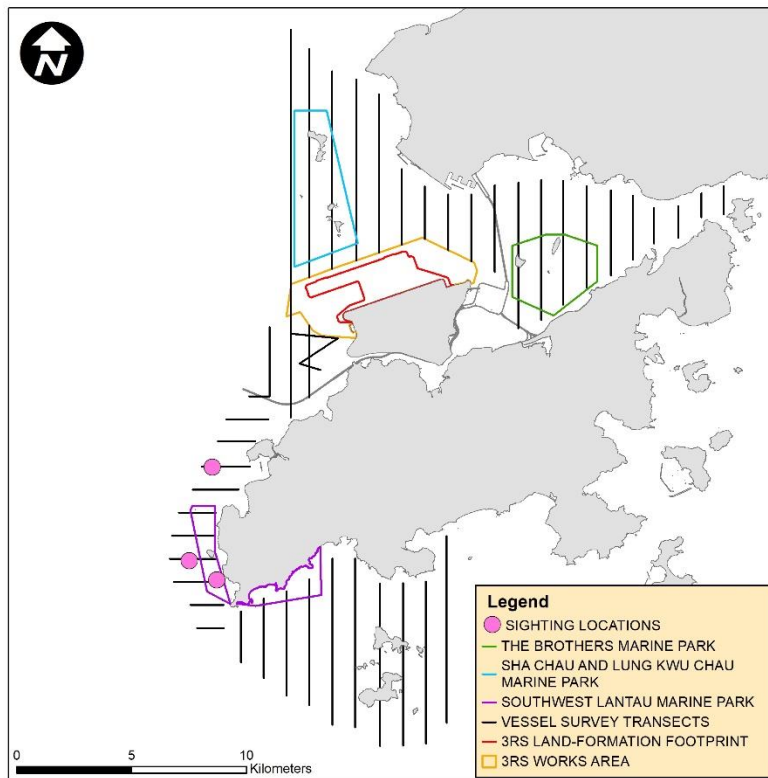 N
Legend
SIGHTING LOCATIONS
THE BROTHERS MARINE PARK
SHA CHAU AND LUNG KWU CHAU
MARINE PARK
SOUTHWEST LANTAU MARINE PARK
VESSEL SURVEY TRANSECTS
3RS LAND-FORMATION FOOTPRINT
3RS WORKS AREA
0 5 10
Kilometers